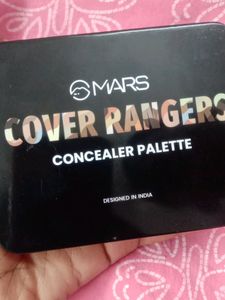 MARS
COVER RANGERS
CONCEALER PALETTE
DESIGNED IN INDIA